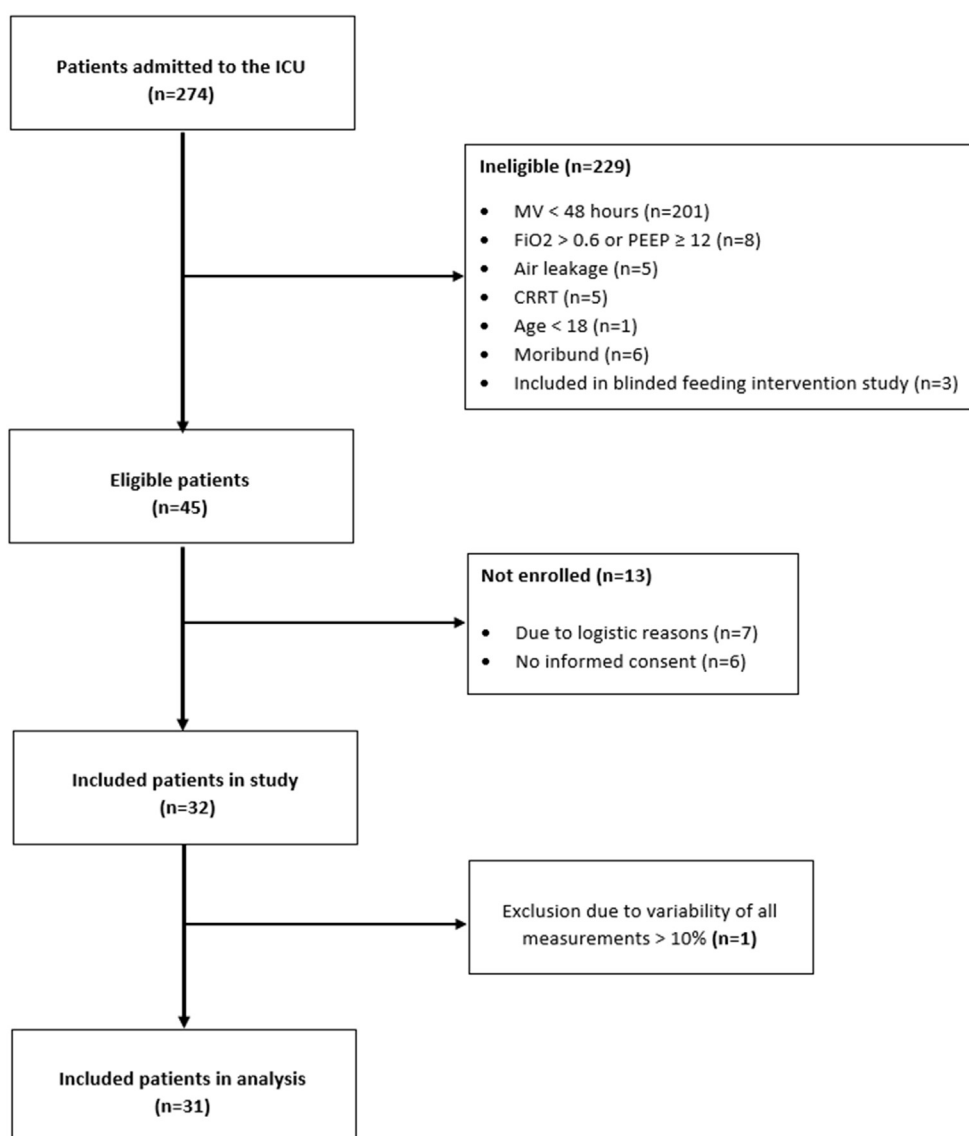 Patients admitted to the ICU
(n=274)
Ineligible (n=229)
• MV < 48 hours (n=201)
• FiO2 > 0.6 or PEEP ≥ 12 (n=8)
• Air leakage (n=5)
• CRRT (n=5)
• Age < 18 (n=1)
• Moribund (n=6)
• Included in blinded feeding intervention study (n=3)
Eligible patients
(n=45)
Not enrolled (n=13)
• Due to logistic reasons (n=7)
• No informed consent (n=6)
Included patients in study
(n=32)
Exclusion due to variability of all
measurements > 10% (n=1)
Included patients in analysis
(n=31)